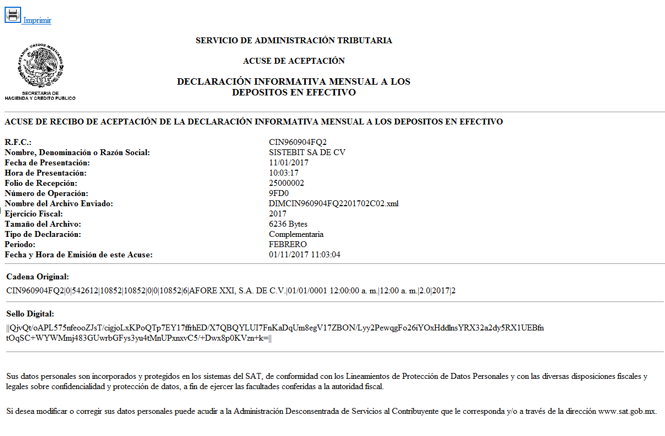 Imprimir
SERVICIO DE ADMINISTRACIÓN TRIBUTARIA
ACUSE DE ACEPTACIÓN
DECLARACIÓN INFORMATIVA MENSUAL A LOS
DEPOSITOS EN EFECTIVO
SECRETARIA DE
HACIENDA Y CREDITO PUBLICO
ACUSE DE RECIBO DE ACEPTACIÓN DE LA DECLARACIÓN INFORMATIVA MENSUAL A LOS DEPOSITOS EN EFECTIVO
R.F.C.: CIN960904FQ2
Nombre, Denominación o Razón Social: SISTEBIT SA DE CV
Fecha de Presentación: 11/01/2017
Hora de Presentación: 10:03:17
Folio de Recepción: 25000002
Número de Operación: 9FD0
Nombre del Archivo Enviado: DIMCIN960904FQ2201702C02.xml
Ejercicio Fiscal: 2017
Tamaño del Archivo: 6236 Bytes
Tipo de Declaración: Complementaria
Periodo: FEBRERO
Fecha y Hora de Emisión de este Acuse: 01/11/2017 11:03:04
Cadena Original:
CIN960904FQ2|0|542612|10852|10852|0|0|10852|6|AFORE XXI, S.A. DE C.V.|01/01/0001 12:00:00 a. m.|12:00 a. m.|2.0|2017|2
Sello Digital:
||QjvQt/oAPL575nfeooZJsT/cigjoLxKPoQTp7EY17ffrhED/X7QBQYLUI7FnKaDqUm8egV17ZBON/Lyy2PewqgFo26iYOxHddlnsYRX32a2dy5RX1UEBfn
tOqSC+WYWMmj483GUwrbGFys3yu4tMnUPxnxvC5/+Dwx8p0KVzn+k=||
Sus datos personales son incorporados y protegidos en los sistemas del SAT, de conformidad con los Lineamientos de Protección de Datos Personales y con las diversas disposiciones fiscales y
legales sobre confidencialidad y protección de datos, a fin de ejercer las facultades conferidas a la autoridad fiscal.
Si desea modificar o corregir sus datos personales puede acudir a la Administración Desconsentrada de Servicios al Contribuyente que le corresponda y/o a través de la dirección www.sat.gob.mx.